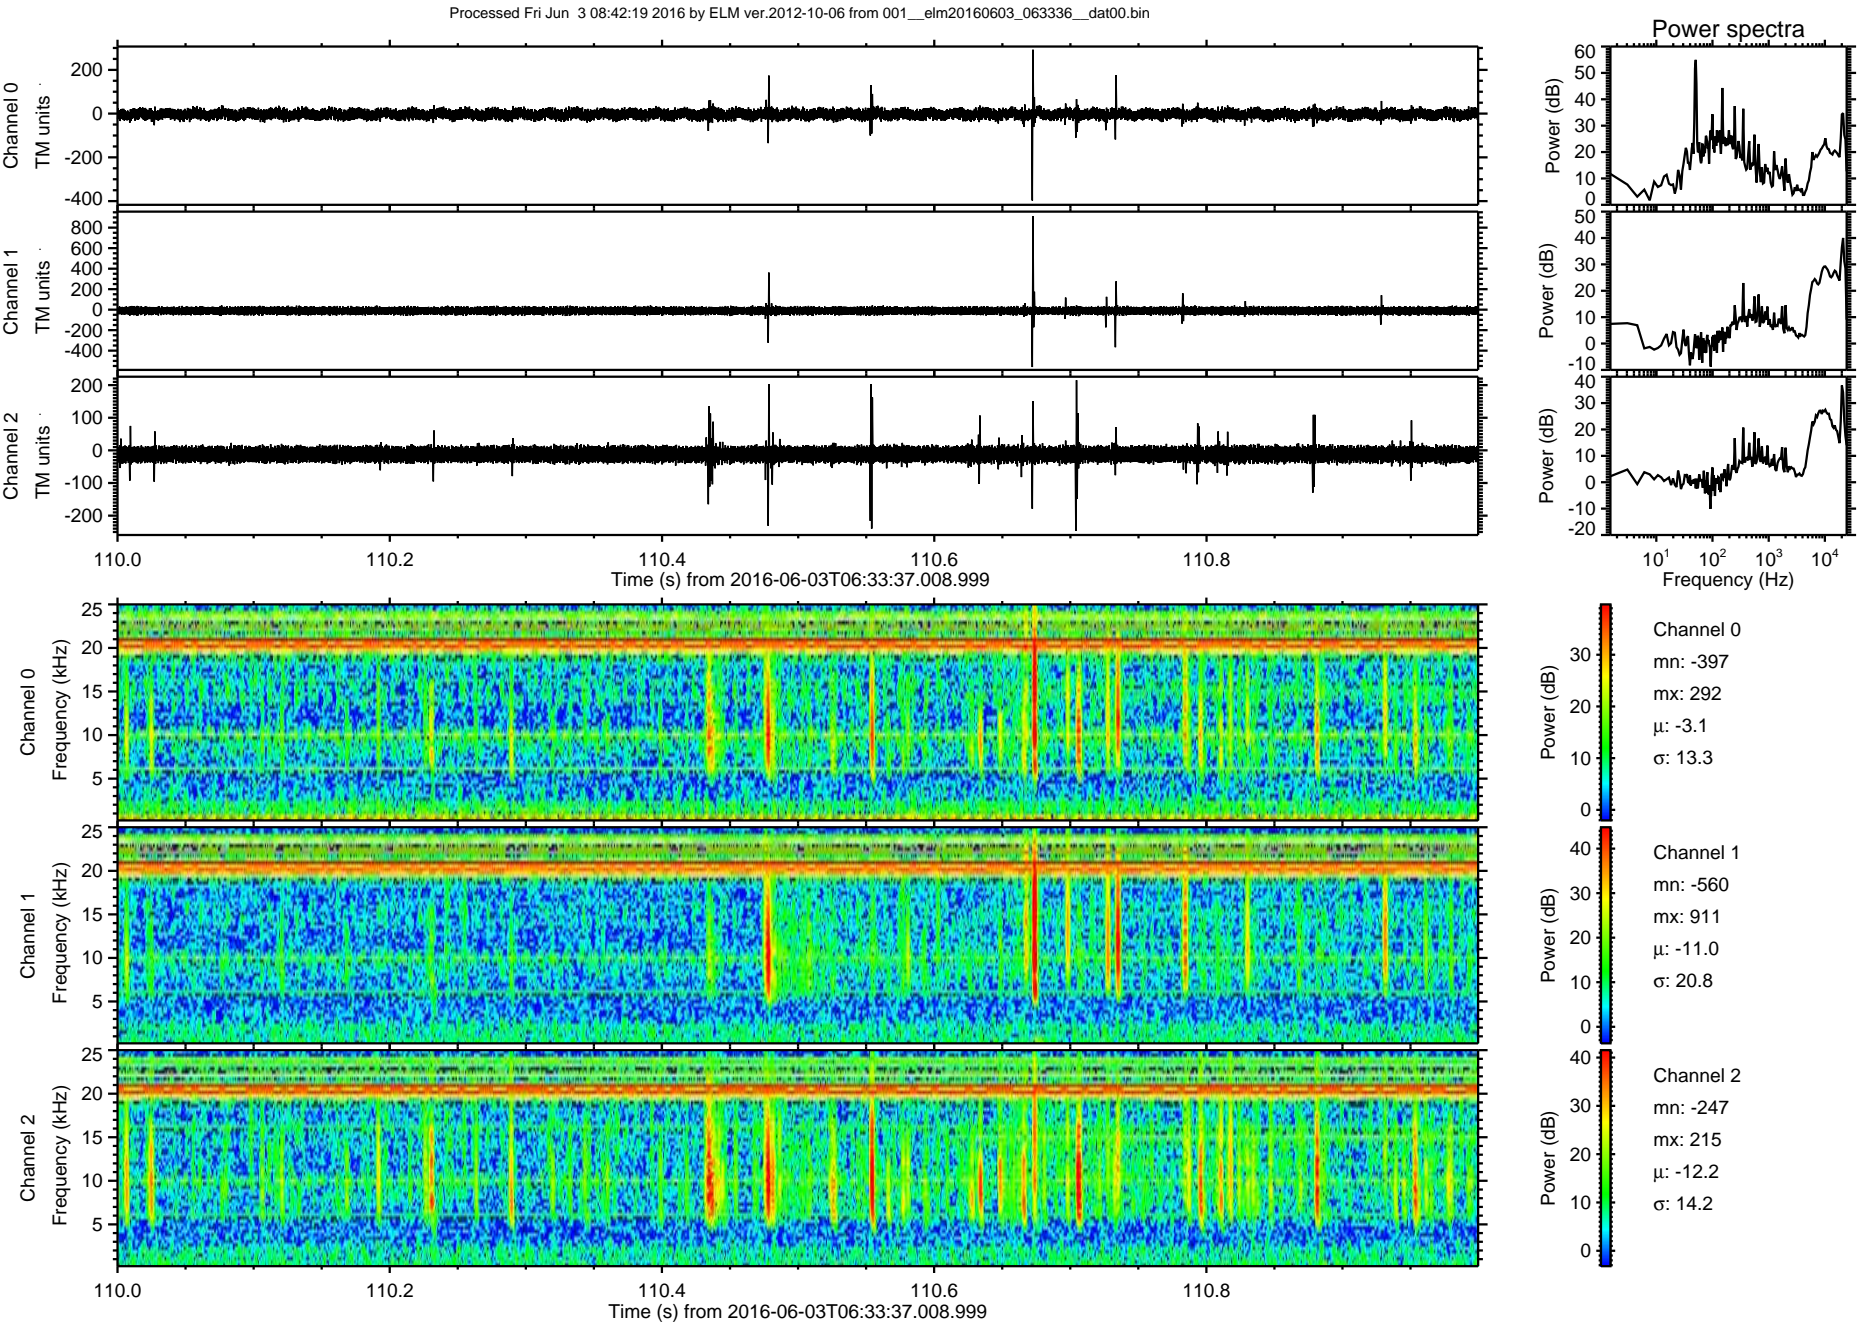 Processed Fri Jun  3 08:42:19 2016 by ELM ver.2012-10-06 from 001__elm20160603_063336__dat00.bin
Power spectra
Channel 0
TM units
200
0
-200
-400
Power (dB)
60
50
40
30
20
10
0
Channel 1
TM units
800
600
400
200
0
-200
-400
Power (dB)
50
40
30
20
10
0
-10
Channel 2
TM units
200
100
0
-100
-200
Power (dB)
40
30
20
10
0
-10
-20
110.0 110.2 110.4 110.6 110.8
Time (s) from 2016-06-03T06:33:37.008.999
10¹ 10² 10³ 10⁴
Frequency (Hz)
Channel 0
Frequency (kHz)
25
20
15
10
5
Power (dB)
30
20
10
0
Channel 0
mn: -397
mx: 292
μ: -3.1
σ: 13.3
Channel 1
Frequency (kHz)
25
20
15
10
5
Power (dB)
40
30
20
10
0
Channel 1
mn: -560
mx: 911
μ: -11.0
σ: 20.8
Channel 2
Frequency (kHz)
25
20
15
10
5
Power (dB)
40
30
20
10
0
Channel 2
mn: -247
mx: 215
μ: -12.2
σ: 14.2
110.0 110.2 110.4 110.6 110.8
Time (s) from 2016-06-03T06:33:37.008.999